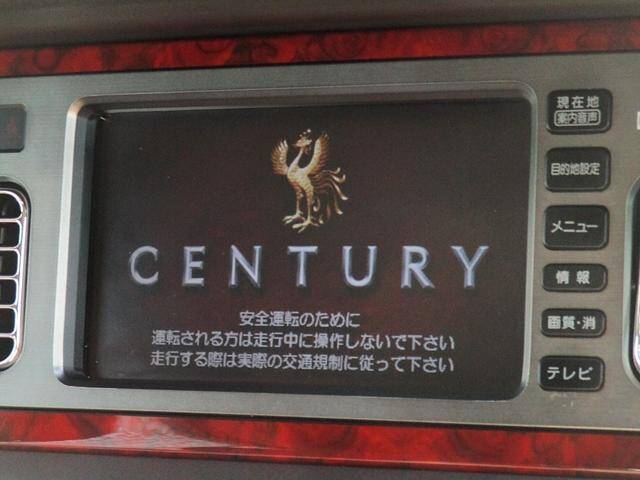 CENTURY
安全運転のために
運転される方は走行中に操作しないで下さい
走行する際は実際の交通規制に従って下さい
現在地
案内音声
目的地設定
メニュー
情報
画質・消
テレビ